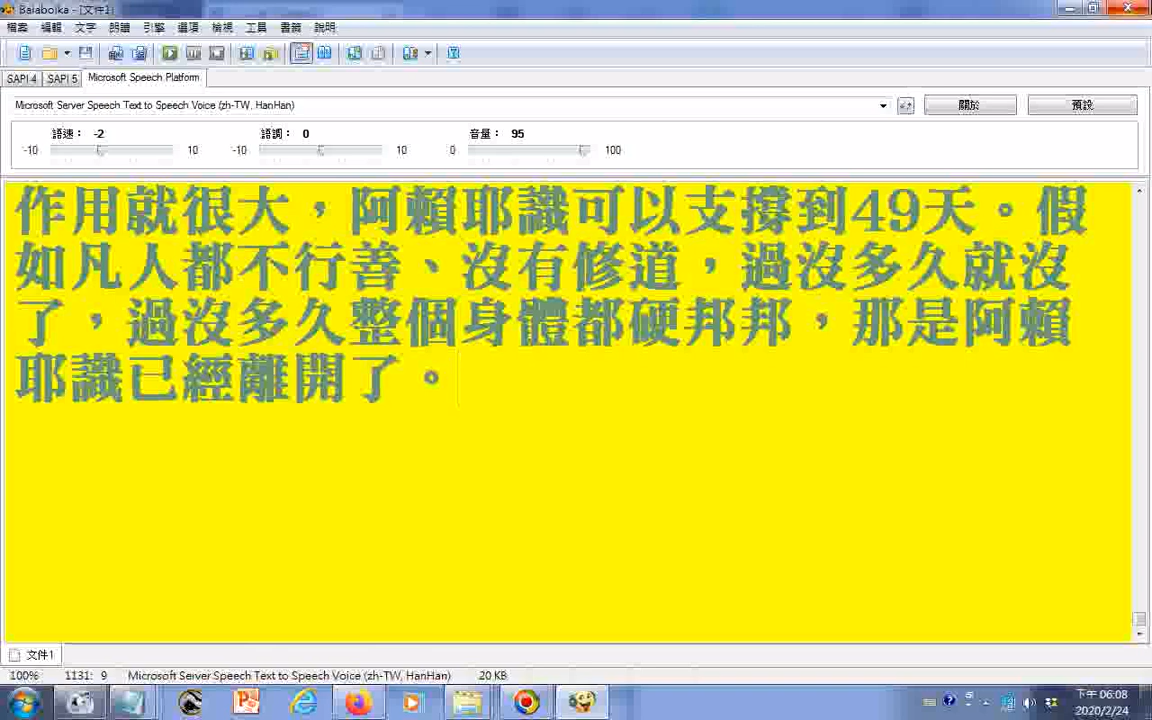 Balabolka - [文件1]
檔案 編輯 文字 朗讀 引擎 選項 檢視 工具 書籤 說明
SAPI 4 SAPI 5 Microsoft Speech Platform
Microsoft Server Speech Text to Speech Voice (zh-TW, HanHan) 關於 預設
語速： -2 語調： 0 音量： 95
-10 10 -10 10 0 100
作用就很大，阿賴耶識可以支撐到49天。假
如凡人都不行善、沒有修道，過沒多久就沒
了，過沒多久整個身體都硬邦邦，那是阿賴
耶識已經離開了。
文件1
100% 1131: 9 Microsoft Server Speech Text to Speech Voice (zh-TW, HanHan) 20 KB
下午 06:08
2020/2/24